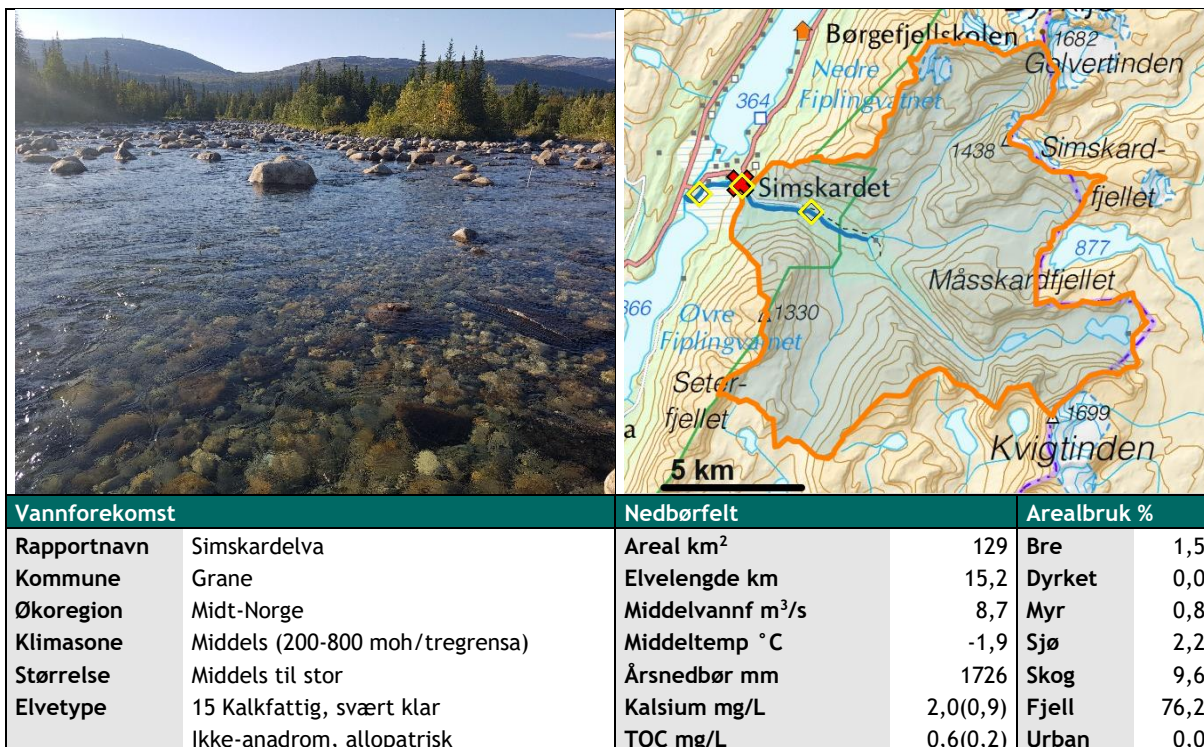 Børgefjellskolen
1682
Golvertinden
Nedre
Fiplingvatnet
364
1438
Simskard-
fjellet
Simskardet
877
Måsskardfjellet
366
Øvre
Fiplingvatnet
1330
Seter-
fjellet
a
1699
Kvigtinden
5 km
Vannforekomst Nedbørfelt Arealbruk %
Rapportnavn Simskardelva Areal km² 129 Bre 1,5
Kommune Grane Elvelengde km 15,2 Dyrket 0,0
Økoregion Midt-Norge Middelvannf m³/s 8,7 Myr 0,8
Klimasone Middels (200-800 moh/tregrensa) Middeltemp °C -1,9 Sjø 2,2
Størrelse Middels til stor Årsnedbør mm 1726 Skog 9,6
Elvetype 15 Kalkfattig, svært klar Kalsium mg/L 2,0(0,9) Fjell 76,2
Ikke-anadrom, allopatrisk TOC mg/L 0,6(0,2) Urban 0,0